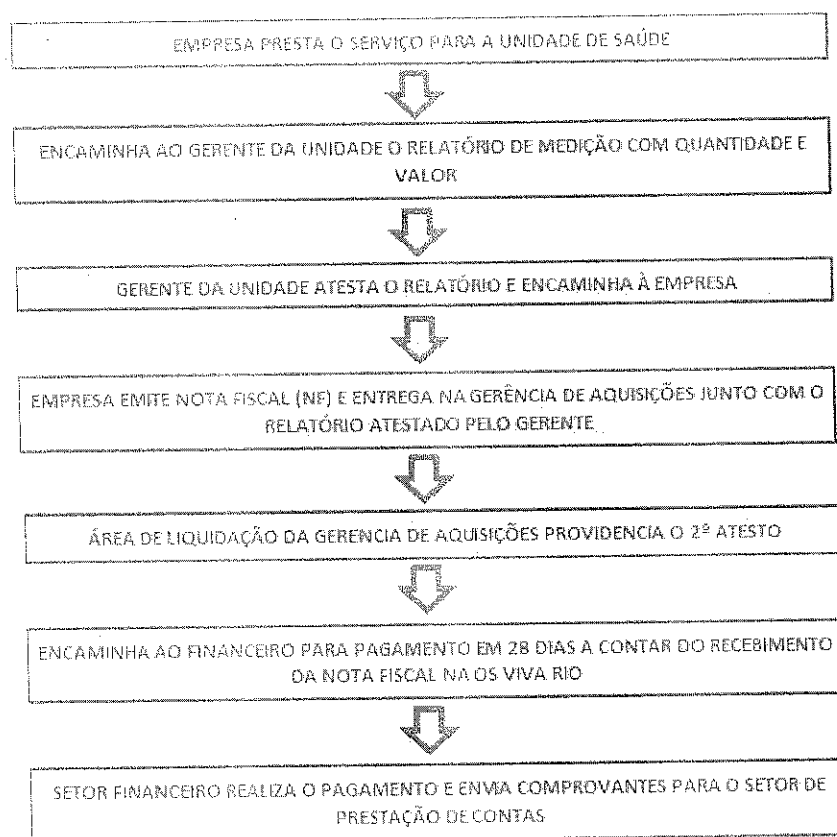 EMPRESA PRESTA O SERVIÇO PARA A UNIDADE DE SAÚDE
ENCAMINHA AO GERENTE DA UNIDADE O RELATÓRIO DE MEDIÇÃO COM QUANTIDADE E
VALOR
GERENTE DA UNIDADE ATESTA O RELATÓRIO E ENCAMINHA À EMPRESA
EMPRESA EMITE NOTA FISCAL (NF) E ENTREGA NA GERÊNCIA DE AQUISIÇÕES JUNTO COM O
RELATÓRIO ATESTADO PELO GERENTE
ÁREA DE LIQUIDAÇÃO DA GERENCIA DE AQUISIÇÕES PROVIDENCIA O 2º ATESTO
ENCAMINHA AO FINANCEIRO PARA PAGAMENTO EM 28 DIAS A CONTAR DO RECEBIMENTO
DA NOTA FISCAL NA OS VIVA RIO
SETOR FINANCEIRO REALIZA O PAGAMENTO E ENVIA COMPROVANTES PARA O SETOR DE
PRESTAÇÃO DE CONTAS